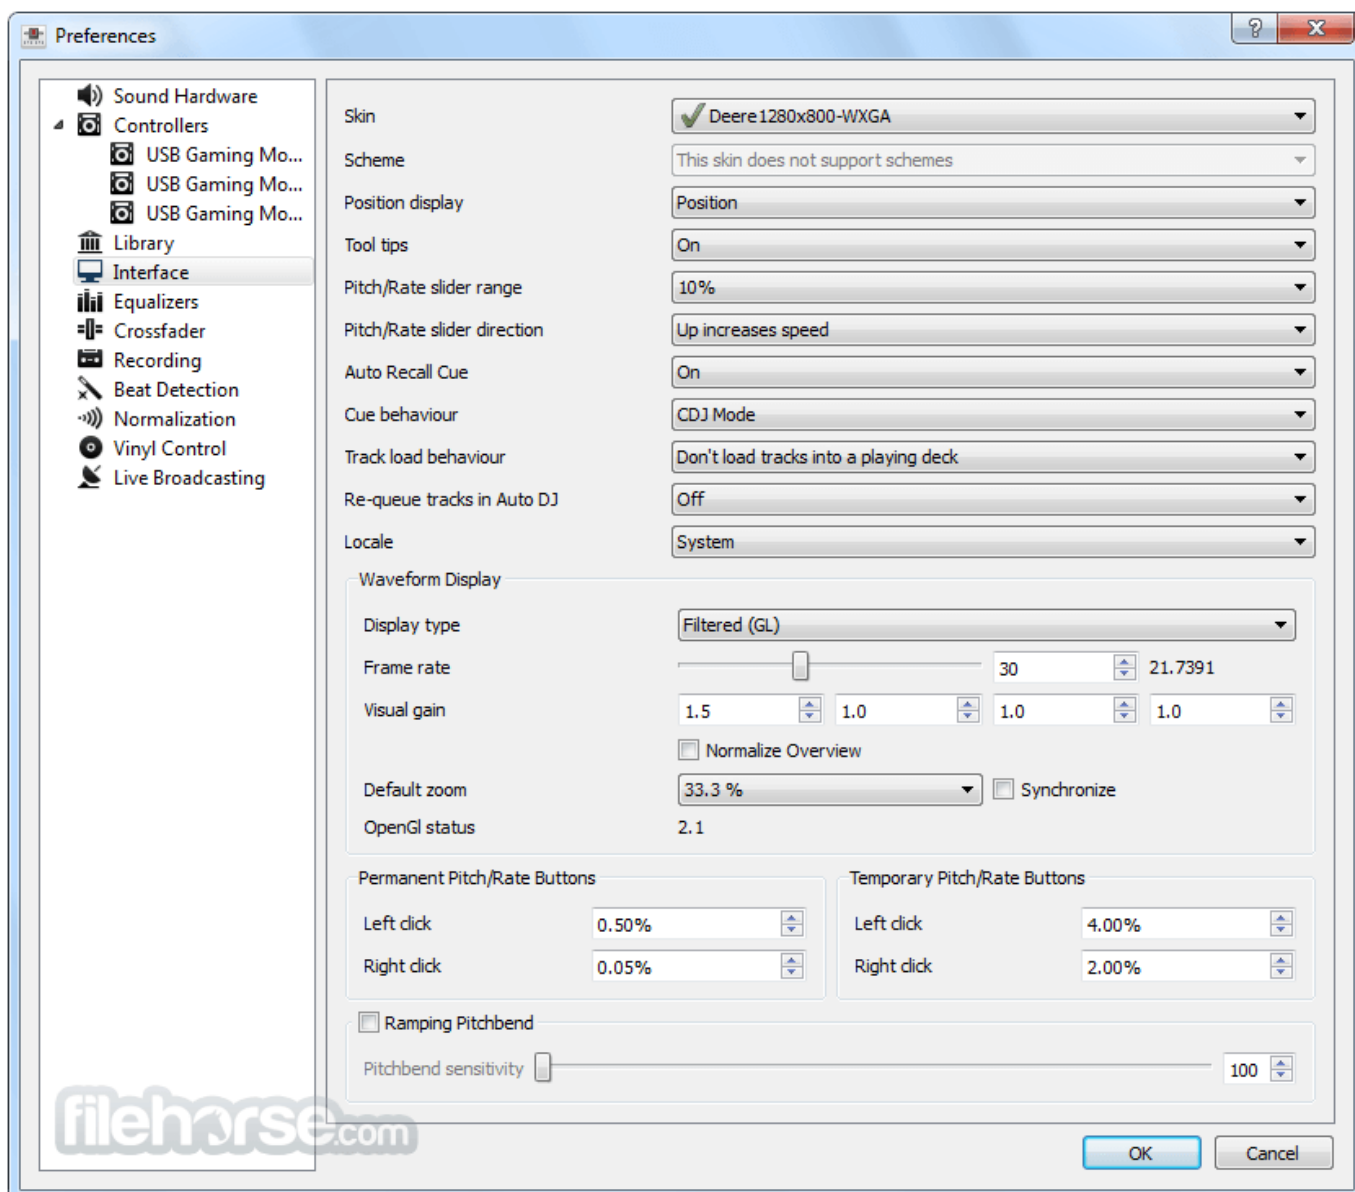 Preferences
Sound Hardware
Controllers
USB Gaming Mo...
USB Gaming Mo...
USB Gaming Mo...
Library
Interface
Equalizers
Crossfader
Recording
Beat Detection
Normalization
Vinyl Control
Live Broadcasting
Skin Deere1280x800-WXGA
Scheme This skin does not support schemes
Position display Position
Tool tips On
Pitch/Rate slider range 10%
Pitch/Rate slider direction Up increases speed
Auto Recall Cue On
Cue behaviour CDJ Mode
Track load behaviour Don't load tracks into a playing deck
Re-queue tracks in Auto DJ Off
Locale System
Waveform Display
Display type Filtered (GL)
Frame rate 30 21.7391
Visual gain 1.5 1.0 1.0 1.0
Normalize Overview
Default zoom 33.3 % Synchronize
OpenGl status 2.1
Permanent Pitch/Rate Buttons
Left click 0.50%
Right click 0.05%
Temporary Pitch/Rate Buttons
Left click 4.00%
Right click 2.00%
Ramping Pitchbend
Pitchbend sensitivity 100
filehorse.com
OK Cancel